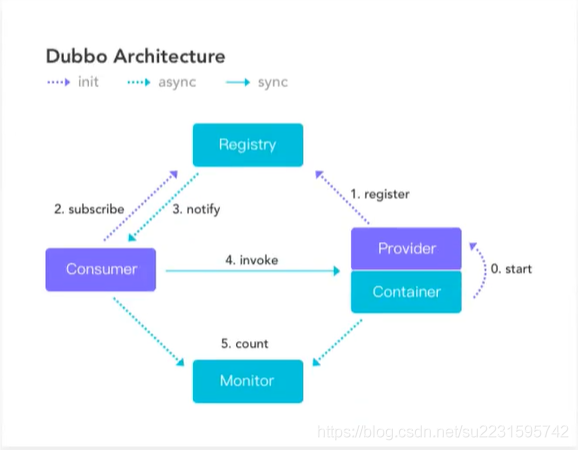 Dubbo Architecture
init async sync
Registry
1. register
2. subscribe 3. notify
Provider
4. invoke
Consumer
0. start
Container
5. count
Monitor
https://blog.csdn.net/su2231595742